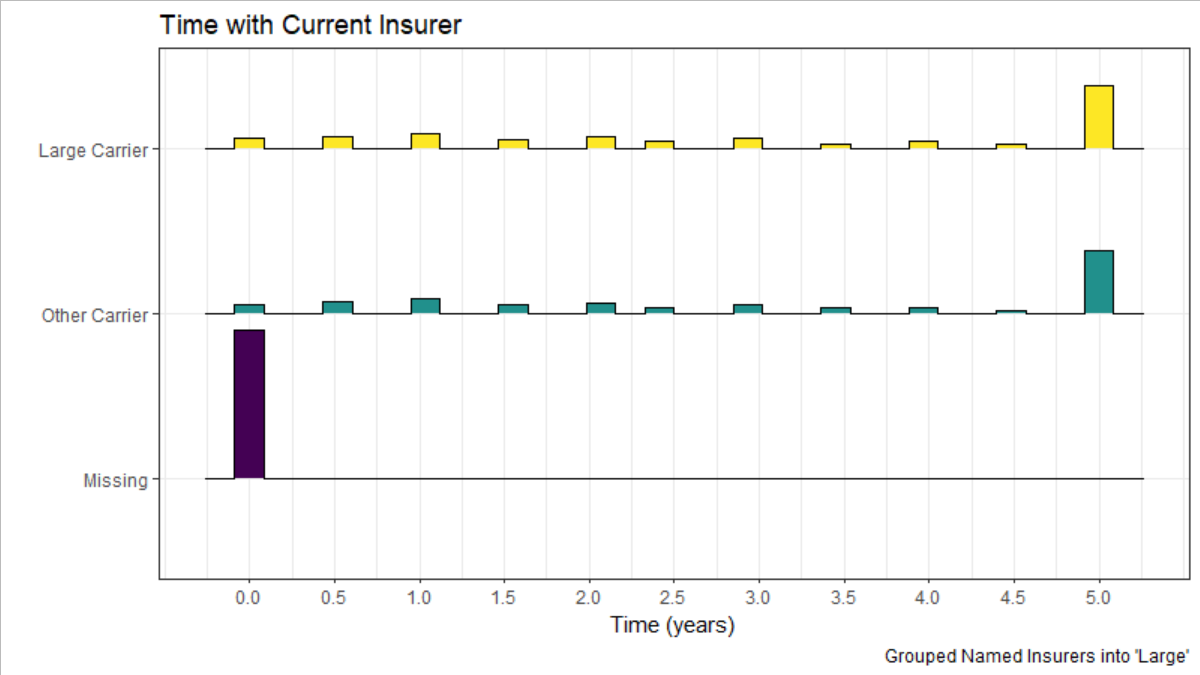 Time with Current Insurer
Large Carrier
Other Carrier
Missing
0.0 0.5 1.0 1.5 2.0 2.5 3.0 3.5 4.0 4.5 5.0
Time (years)
Grouped Named Insurers into 'Large'